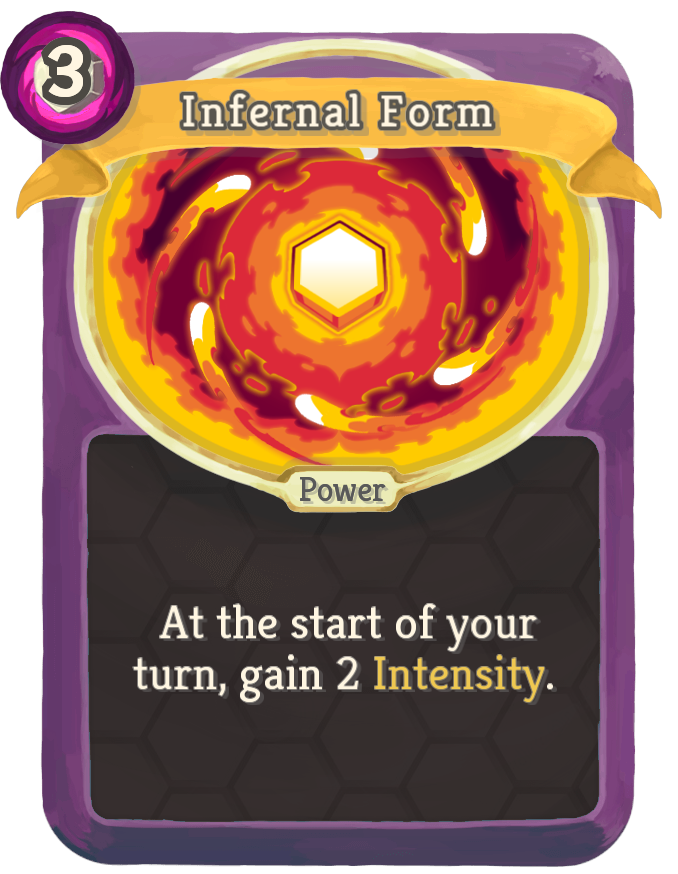 3
Infernal Form
Power
At the start of your
turn, gain 2 Intensity.